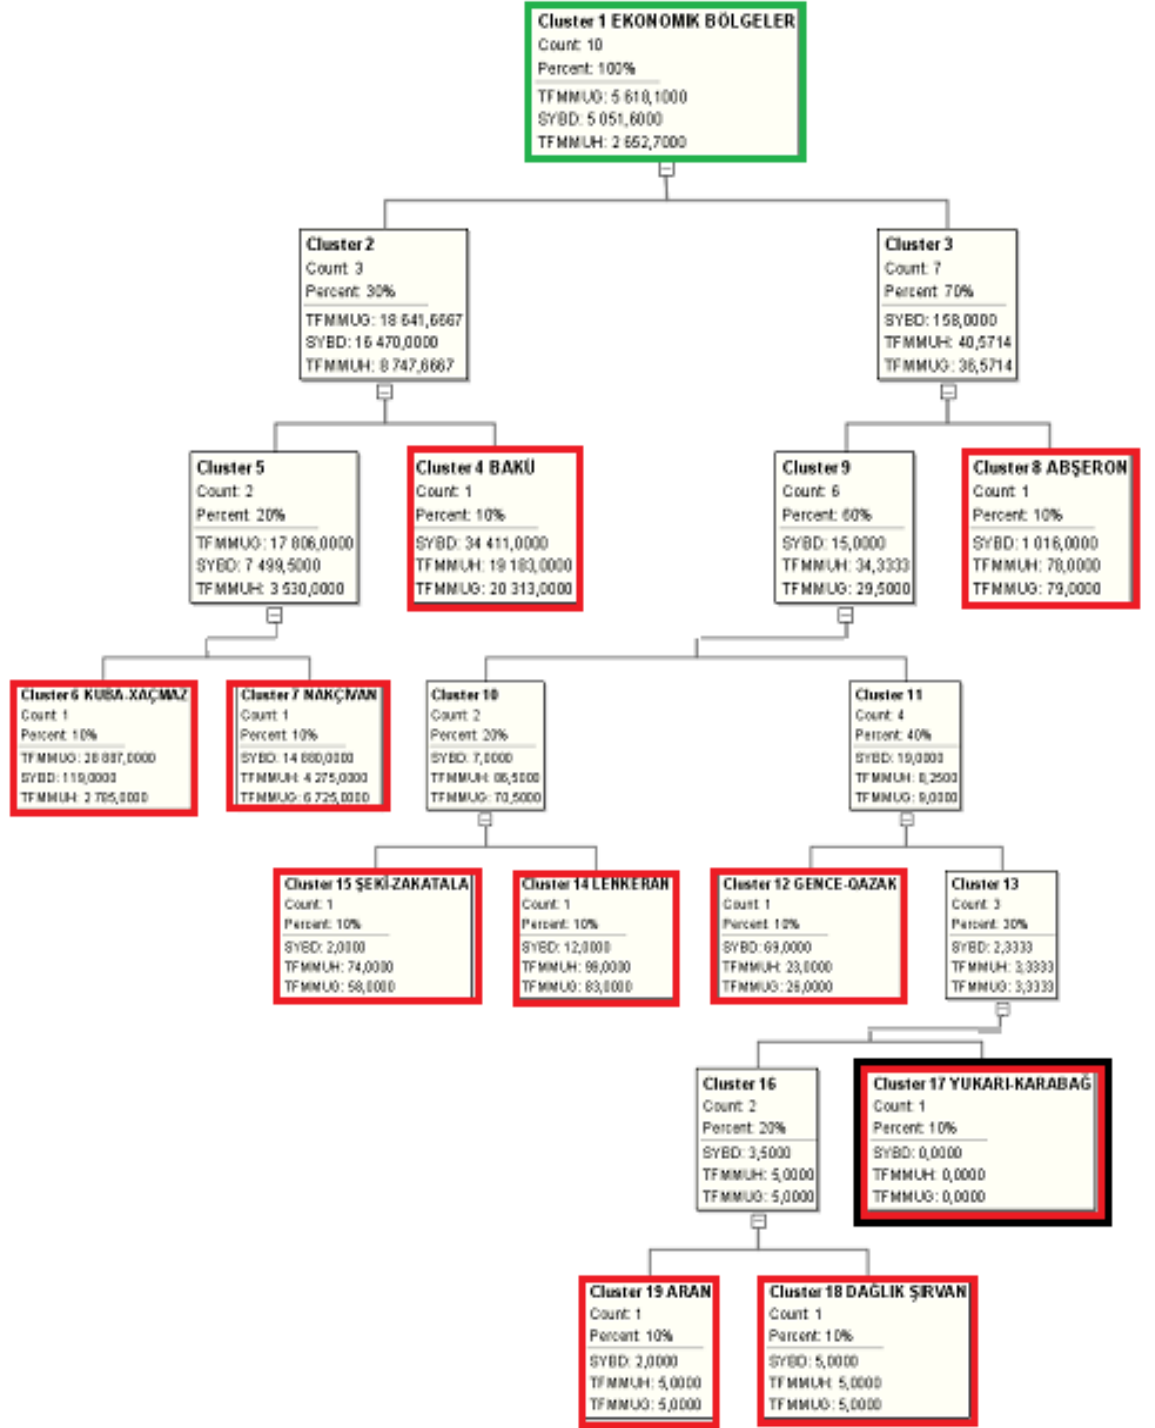 Cluster 1 EKONOMIK BÖLGELER
Count: 10
Percent: 100%
TFMMUG: 5 618,1000
SYBD: 5 051,6000
TFMMUH: 2 652,7000
Cluster 2
Count: 3
Percent: 30%
TFMMUG: 18 641,6667
SYBD: 16 470,0000
TFMMUH: 8 747,6667
Cluster 3
Count: 7
Percent: 70%
SYBD: 158,0000
TFMMUH: 40,5714
TFMMUG: 36,5714
Cluster 5
Count: 2
Percent: 20%
TFMMUG: 17 806,0000
SYBD: 7 499,5000
TFMMUH: 3 530,0000
Cluster 4 BAKÜ
Count: 1
Percent: 10%
SYBD: 34 411,0000
TFMMUH: 19 183,0000
TFMMUG: 20 313,0000
Cluster 9
Count: 6
Percent: 60%
SYBD: 15,0000
TFMMUH: 34,3333
TFMMUG: 29,5000
Cluster 8 ABŞERON
Count: 1
Percent: 10%
SYBD: 1 016,0000
TFMMUH: 78,0000
TFMMUG: 79,0000
Cluster 6 KUBA-XAÇMAZ
Count: 1
Percent: 10%
TFMMUG: 28 887,0000
SYBD: 119,0000
TFMMUH: 2 785,0000
Cluster 7 NAKÇİVAN
Count: 1
Percent: 10%
SYBD: 14 880,0000
TFMMUH: 4 275,0000
TFMMUG: 6 725,0000
Cluster 10
Count: 2
Percent: 20%
SYBD: 7,0000
TFMMUH: 86,5000
TFMMUG: 70,5000
Cluster 11
Count: 4
Percent: 40%
SYBD: 19,0000
TFMMUH: 8,2500
TFMMUG: 9,0000
Cluster 15 ŞEKİ-ZAKATALA
Count: 1
Percent: 10%
SYBD: 2,0000
TFMMUH: 74,0000
TFMMUG: 58,0000
Cluster 14 LENKERAN
Count: 1
Percent: 10%
SYBD: 12,0000
TFMMUH: 99,0000
TFMMUG: 83,0000
Cluster 12 GENCE-QAZAK
Count: 1
Percent: 10%
SYBD: 69,0000
TFMMUH: 23,0000
TFMMUG: 26,0000
Cluster 13
Count: 3
Percent: 30%
SYBD: 2,3333
TFMMUH: 3,3333
TFMMUG: 3,3333
Cluster 16
Count: 2
Percent: 20%
SYBD: 3,5000
TFMMUH: 5,0000
TFMMUG: 5,0000
Cluster 17 YUKARI-KARABAĞ
Count: 1
Percent: 10%
SYBD: 0,0000
TFMMUH: 0,0000
TFMMUG: 0,0000
Cluster 19 ARAN
Count: 1
Percent: 10%
SYBD: 2,0000
TFMMUH: 5,0000
TFMMUG: 5,0000
Cluster 18 DAĞLIK ŞIRVAN
Count: 1
Percent: 10%
SYBD: 5,0000
TFMMUH: 5,0000
TFMMUG: 5,0000